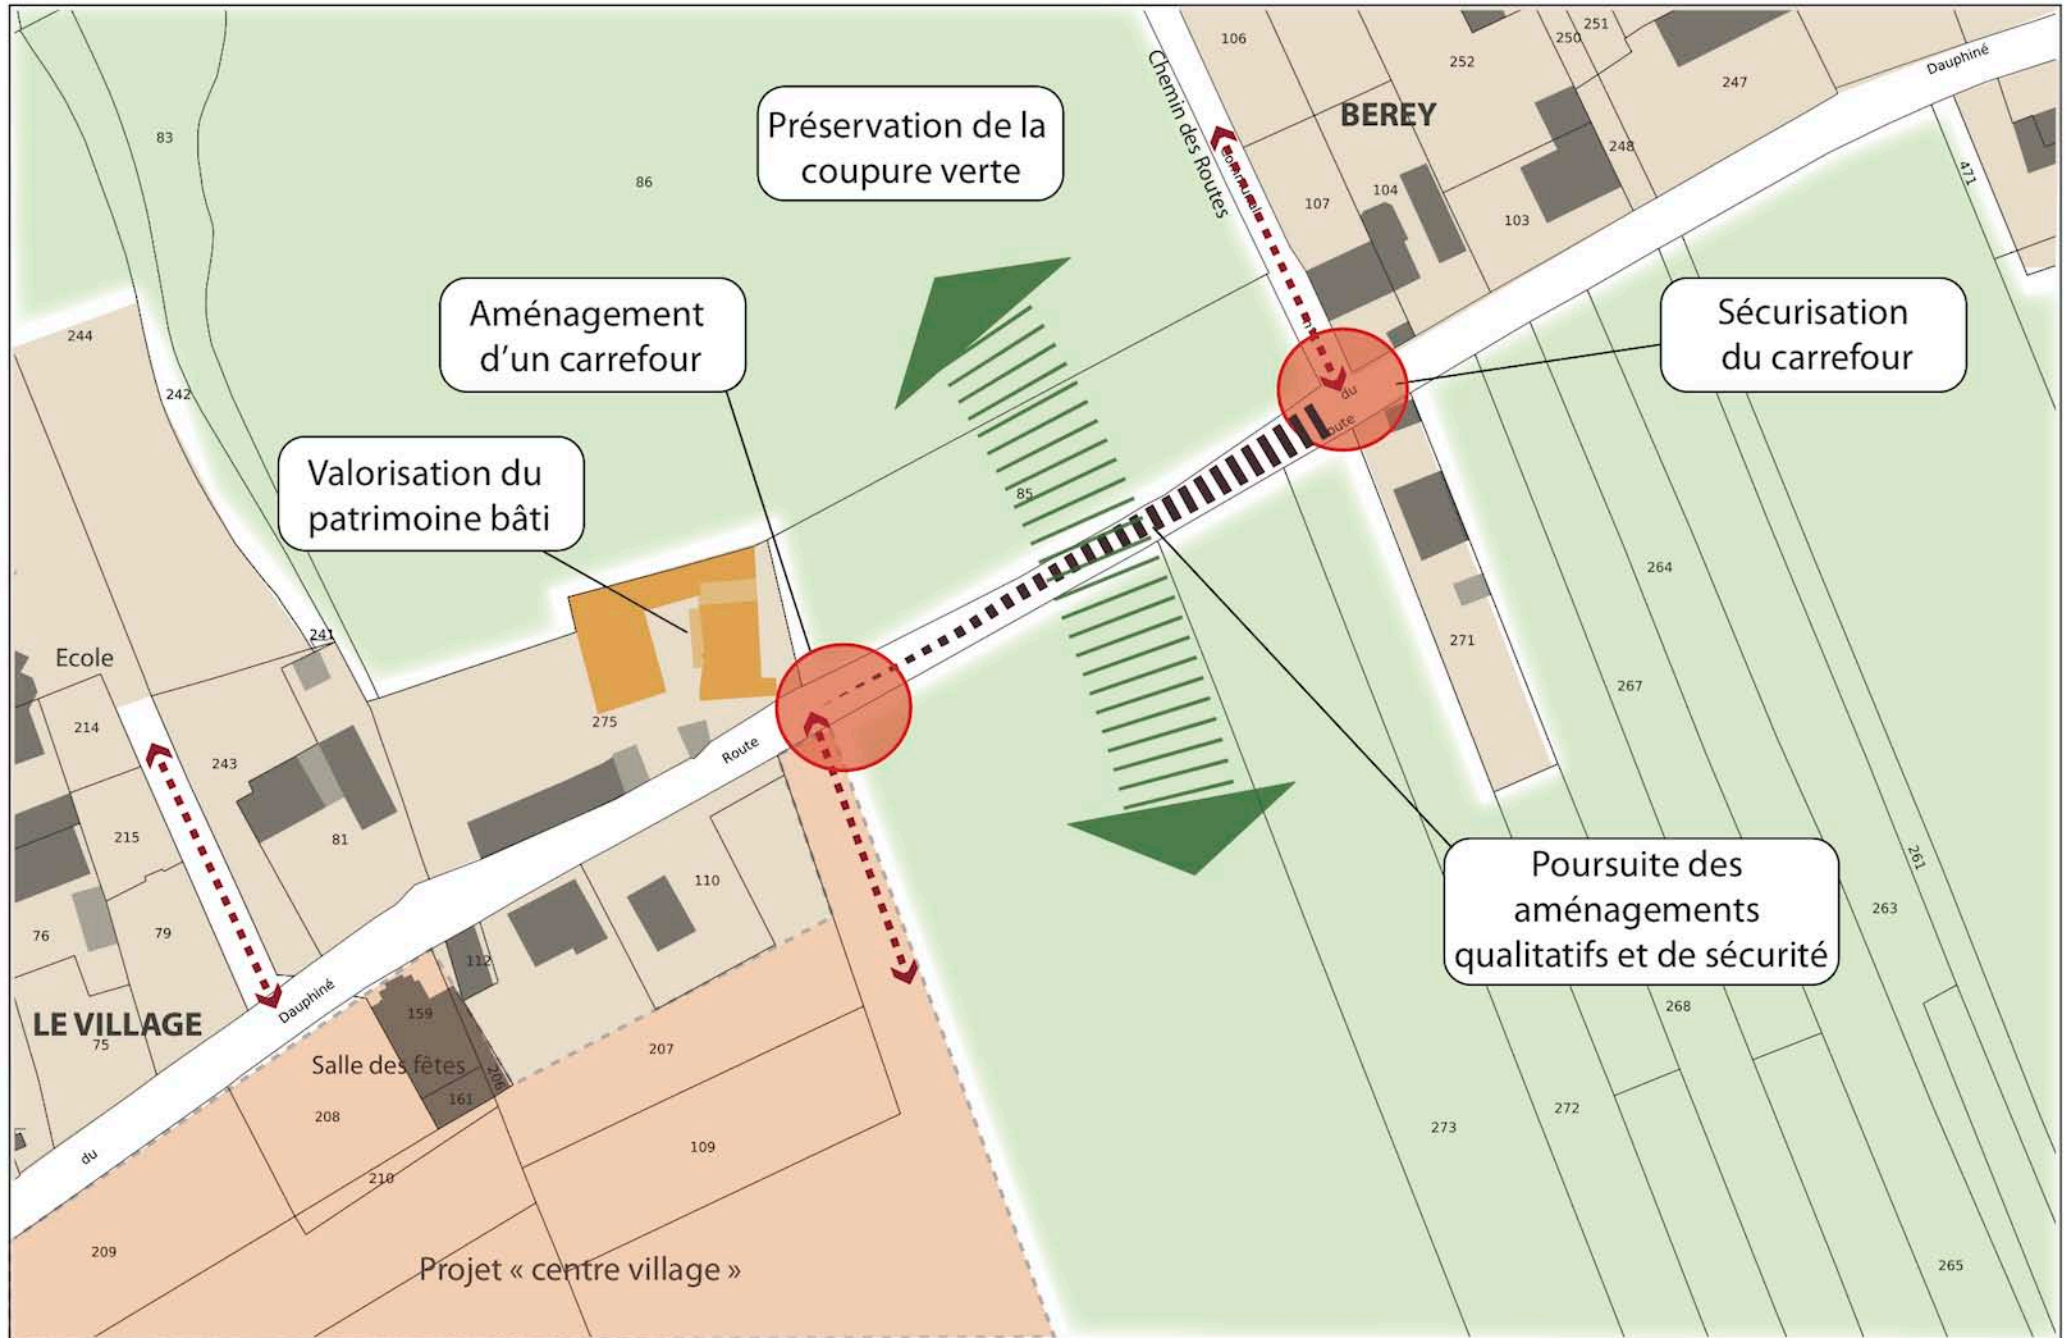 106
252
250
251
247
Dauphiné
Chemin des Routes
BEREY
Préservation de la
coupure verte
83
86
248
communal
107
104
103
471
Aménagement
d'un carrefour
Sécurisation
du carrefour
244
242
du
Route
Valorisation du
patrimoine bâti
85
264
241
Ecole
271
267
214
275
243
Route
215
81
110
Poursuite des
aménagements
qualitatifs et de sécurité
261
263
76
79
112
Dauphiné
LE VILLAGE
75
159
268
207
Salle des fêtes
206
161
208
272
273
109
du
210
209
Projet « centre village »
265